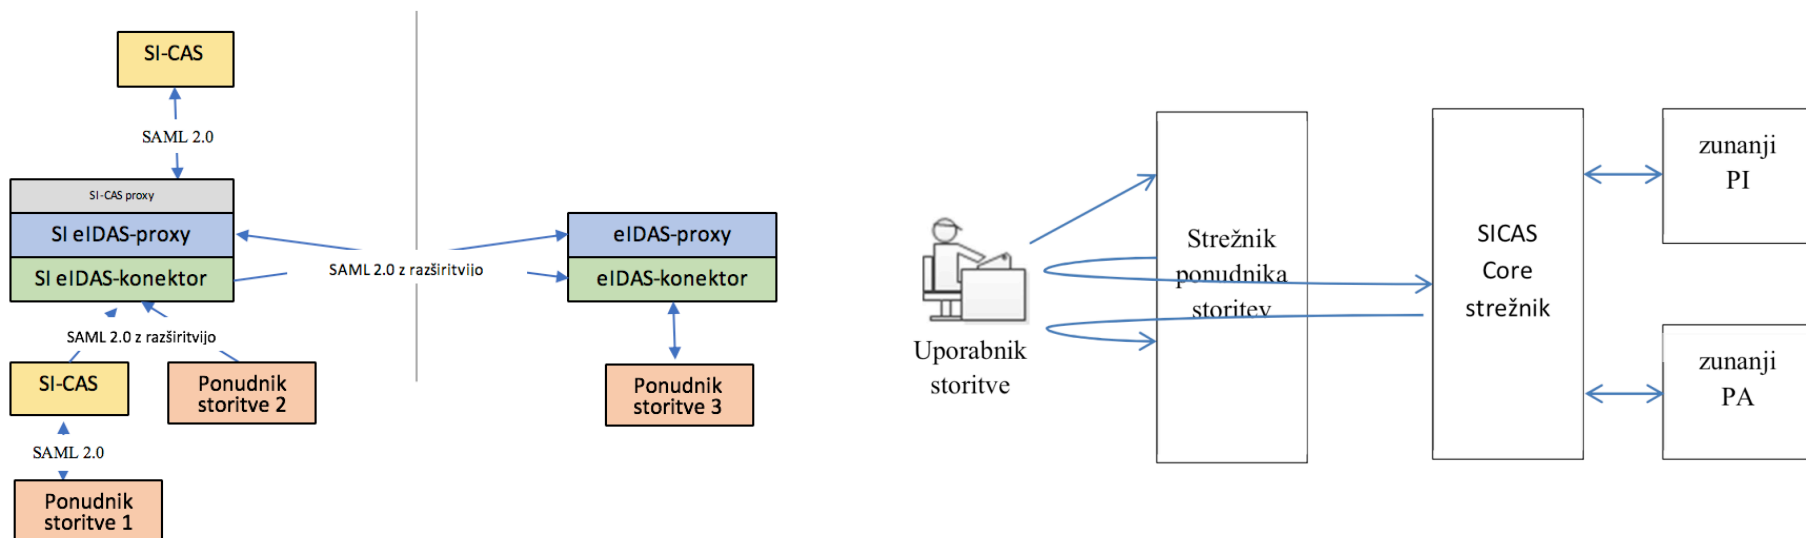 SI-CAS
SAML 2.0
SI-CAS proxy
SI eIDAS-proxy
SI eIDAS-konektor
SAML 2.0 z razširitvijo
SI-CAS
Ponudnik
storitve 2
SAML 2.0
Ponudnik
storitve 1
SAML 2.0 z razširitvijo
eIDAS-proxy
eIDAS-konektor
Ponudnik
storitve 3
Uporabnik
storitve
Strežnik
ponudnika
storitev
SICAS
Core
strežnik
zunanji
PI
zunanji
PA